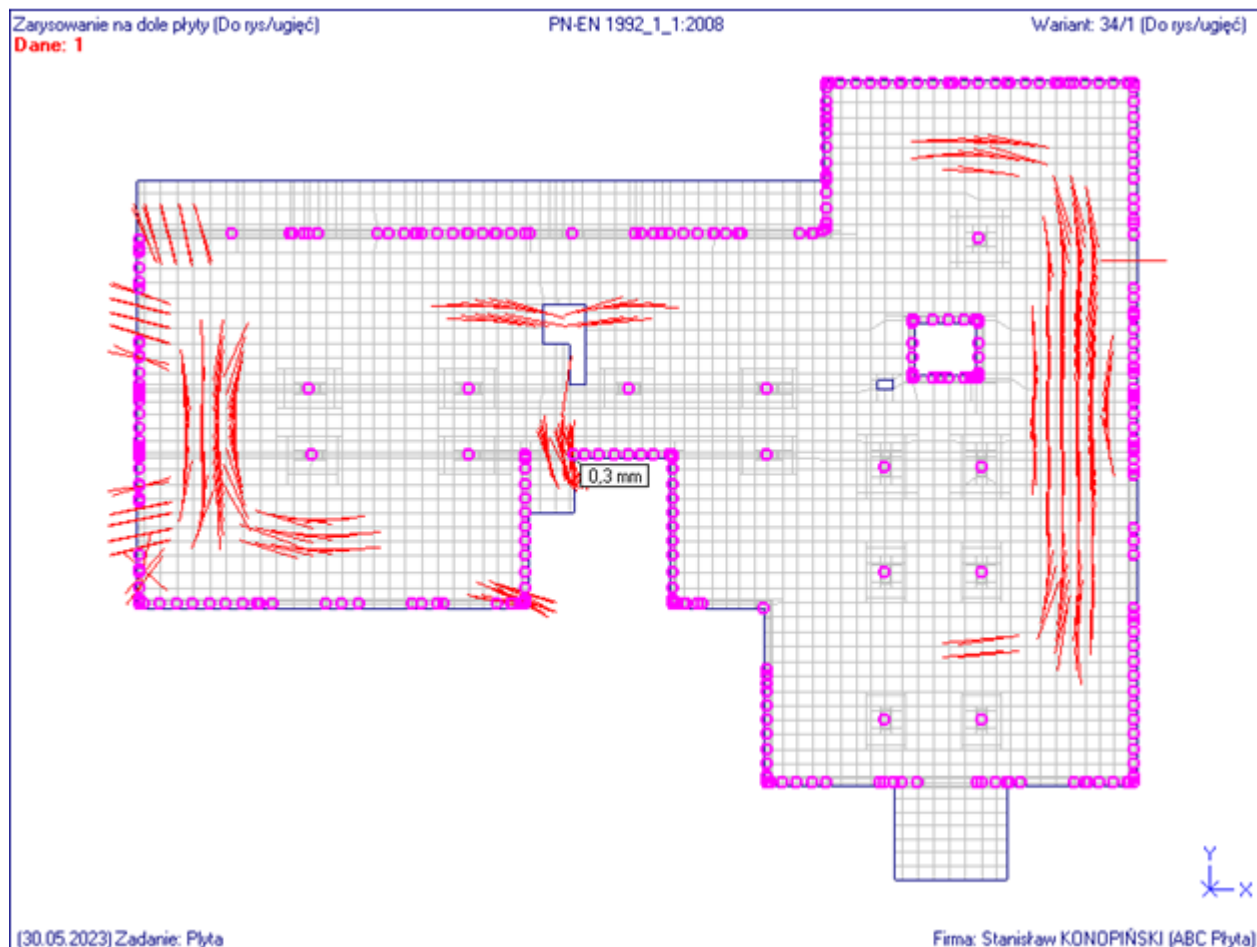 Zarysowanie na dole płyty (Do rys/ugięć) PN-EN 1992_1_1:2008 Wariant: 34/1 (Do rys/ugięć)
Dane: 1
0,3 mm
Y
X
(30.05.2023) Zadanie: Płyta Firma: Stanisław KONOPIŃSKI (ABC Płyta)